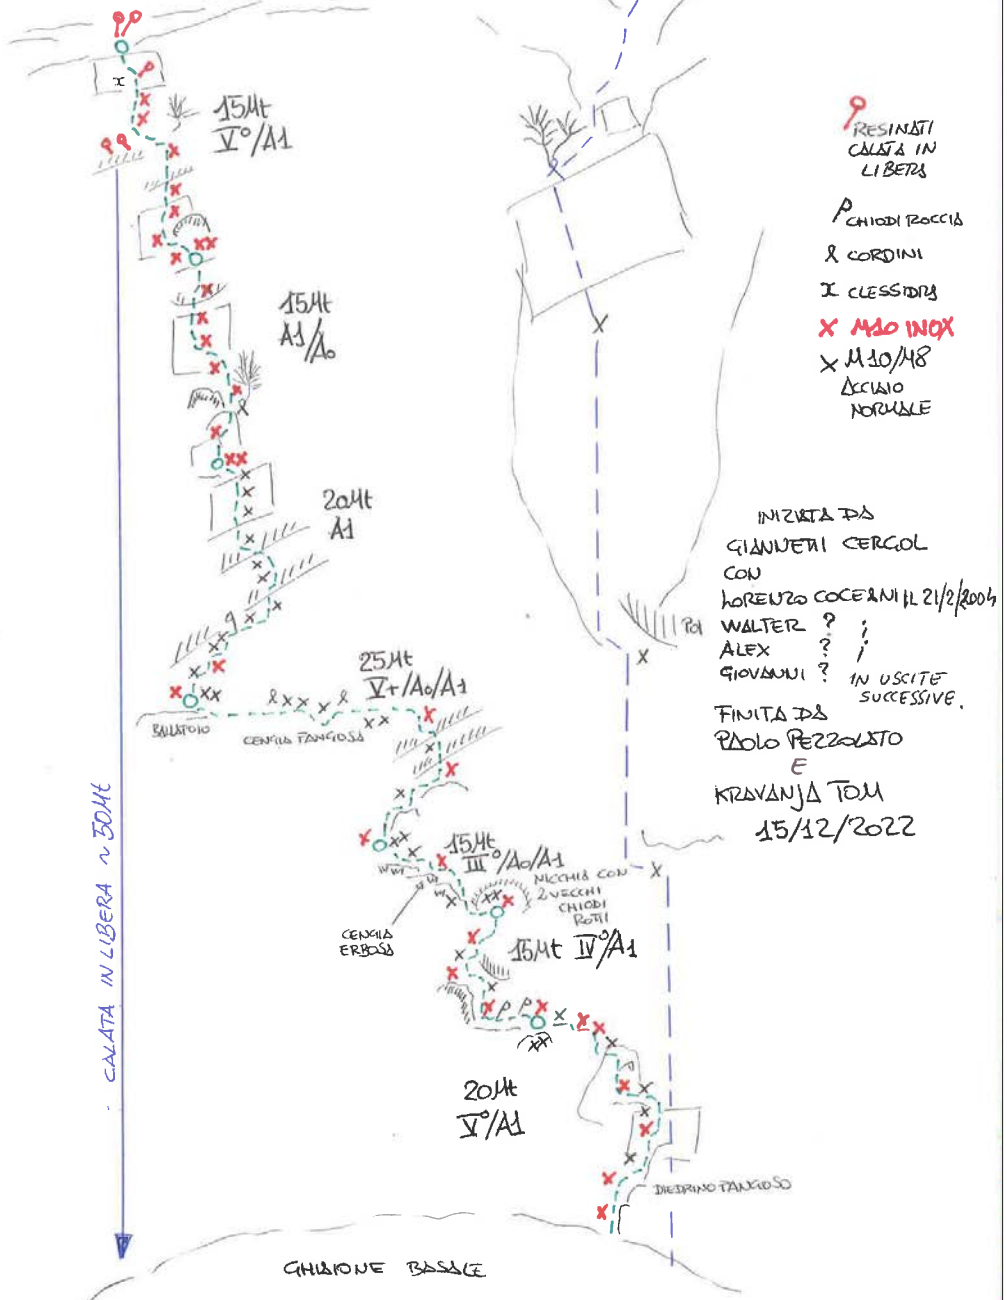 15Mt
V°/A1
RESINATI
CALATA IN
LIBERA
CHIODI ROCCIA
CORDINI
CLESSIDRA
M10 INOX
M10/M8
ACCIAIO
NORMALE
15Mt
A1/A0
20Mt
A1
INIZIATA DA
GIANNETTI CERGOL
CON
LORENZO COCEANI IL 21/2/2004
WALTER ? ;
ALEX ? ;
GIOVANNI ? IN USCITE
SUCCESSIVE.
FINITA DA
PAOLO PEZZOLATO
E
KRAVANJA TOM
15/12/2022
25Mt
V+/A0/A1
BALLATOIO
CENGIA FANGOSA
CALATA IN LIBERA ~50Mt
15Mt
III°/A0/A1
NICCHIA CON
2 VECCHI
CHIODI
ROTTI
CENGIA
ERBOSA
15Mt IV°/A1
20Mt
V°/A1
DIEDRINO FANGOSO
GHIAIONE BASALE